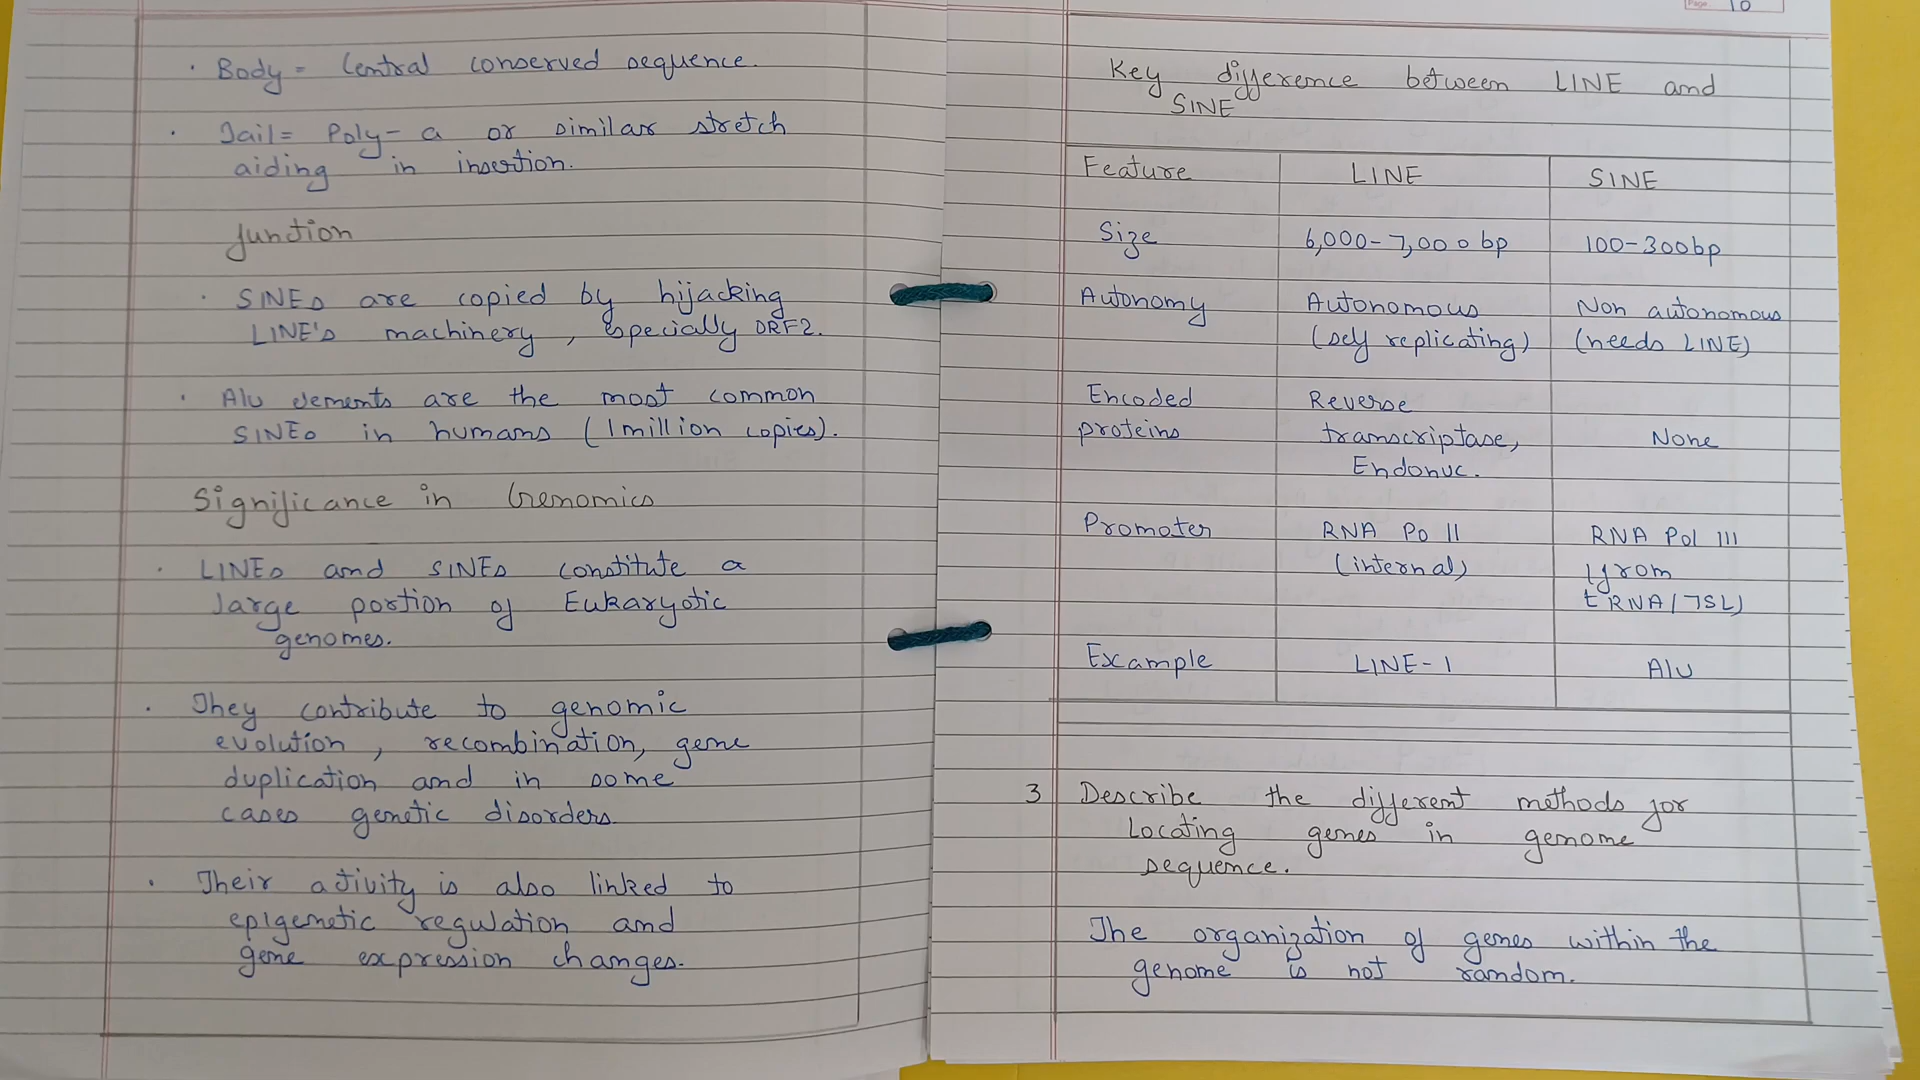 · Body = Central conserved sequence.
· Tail = Poly-a or similar stretch
aiding in insertion.
Function
· SINEs are copied by hijacking
LINE's machinery, especially ORF2.
· Alu elements are the most common
SINEs in humans (1million copies).
Significance in Genomics
· LINEs and SINEs constitute a
large portion of Eukaryotic
genomes.
· They contribute to genomic
evolution, recombination, gene
duplication and in some
cases genetic disorders.
· Their activity is also linked to
epigenetic regulation and
gene expression changes.
Page 10
Key difference between LINE and
SINE
Feature LINE SINE
Size 6,000-7,000bp 100-300bp
Autonomy Autonomous Non autonomous
(self replicating) (needs LINE)
Encoded Reverse
proteins transcriptase, None
Endonuc.
Promoter RNA Po II RNA Pol III
(internal) (from
tRNA/7SL)
Example LINE-1 Alu
3 Describe the different methods for
Locating genes in genome
sequence.
The organization of genes within the
genome is not random.